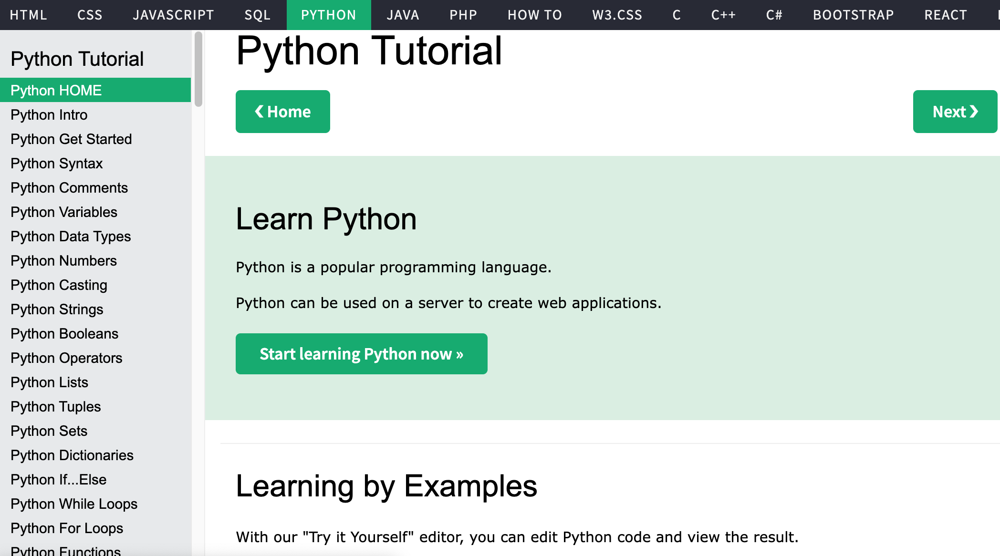 HTML CSS JAVASCRIPT SQL PYTHON JAVA PHP HOW TO W3.CSS C C++ C# BOOTSTRAP REACT
Python Tutorial
Python HOME
Python Intro
Python Get Started
Python Syntax
Python Comments
Python Variables
Python Data Types
Python Numbers
Python Casting
Python Strings
Python Booleans
Python Operators
Python Lists
Python Tuples
Python Sets
Python Dictionaries
Python If...Else
Python While Loops
Python For Loops
Python Functions
Python Tutorial
❮ Home
Next ❯
Learn Python
Python is a popular programming language.
Python can be used on a server to create web applications.
Start learning Python now »
Learning by Examples
With our "Try it Yourself" editor, you can edit Python code and view the result.